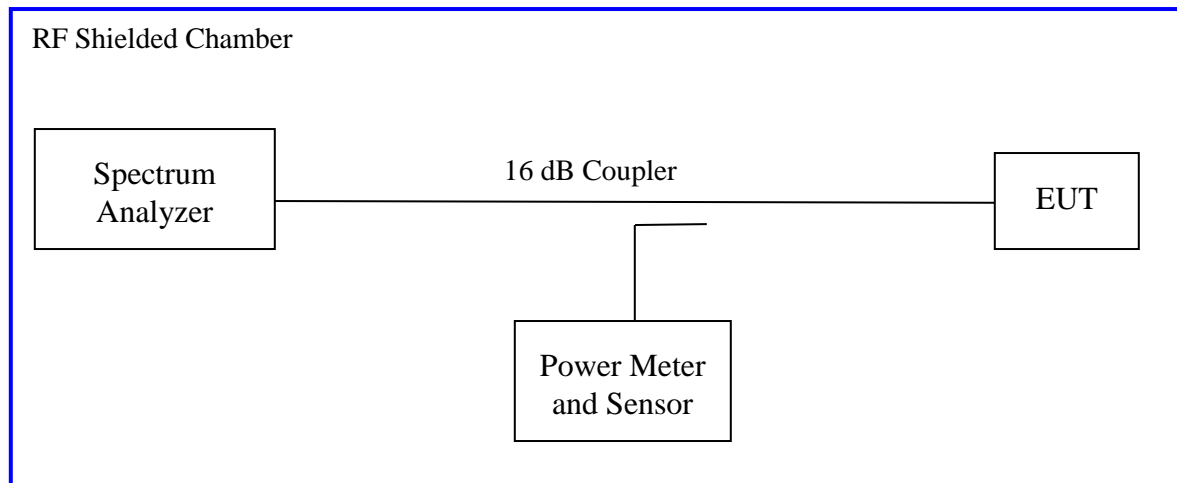 RF Shielded Chamber
Spectrum
Analyzer
16 dB Coupler
EUT
Power Meter
and Sensor